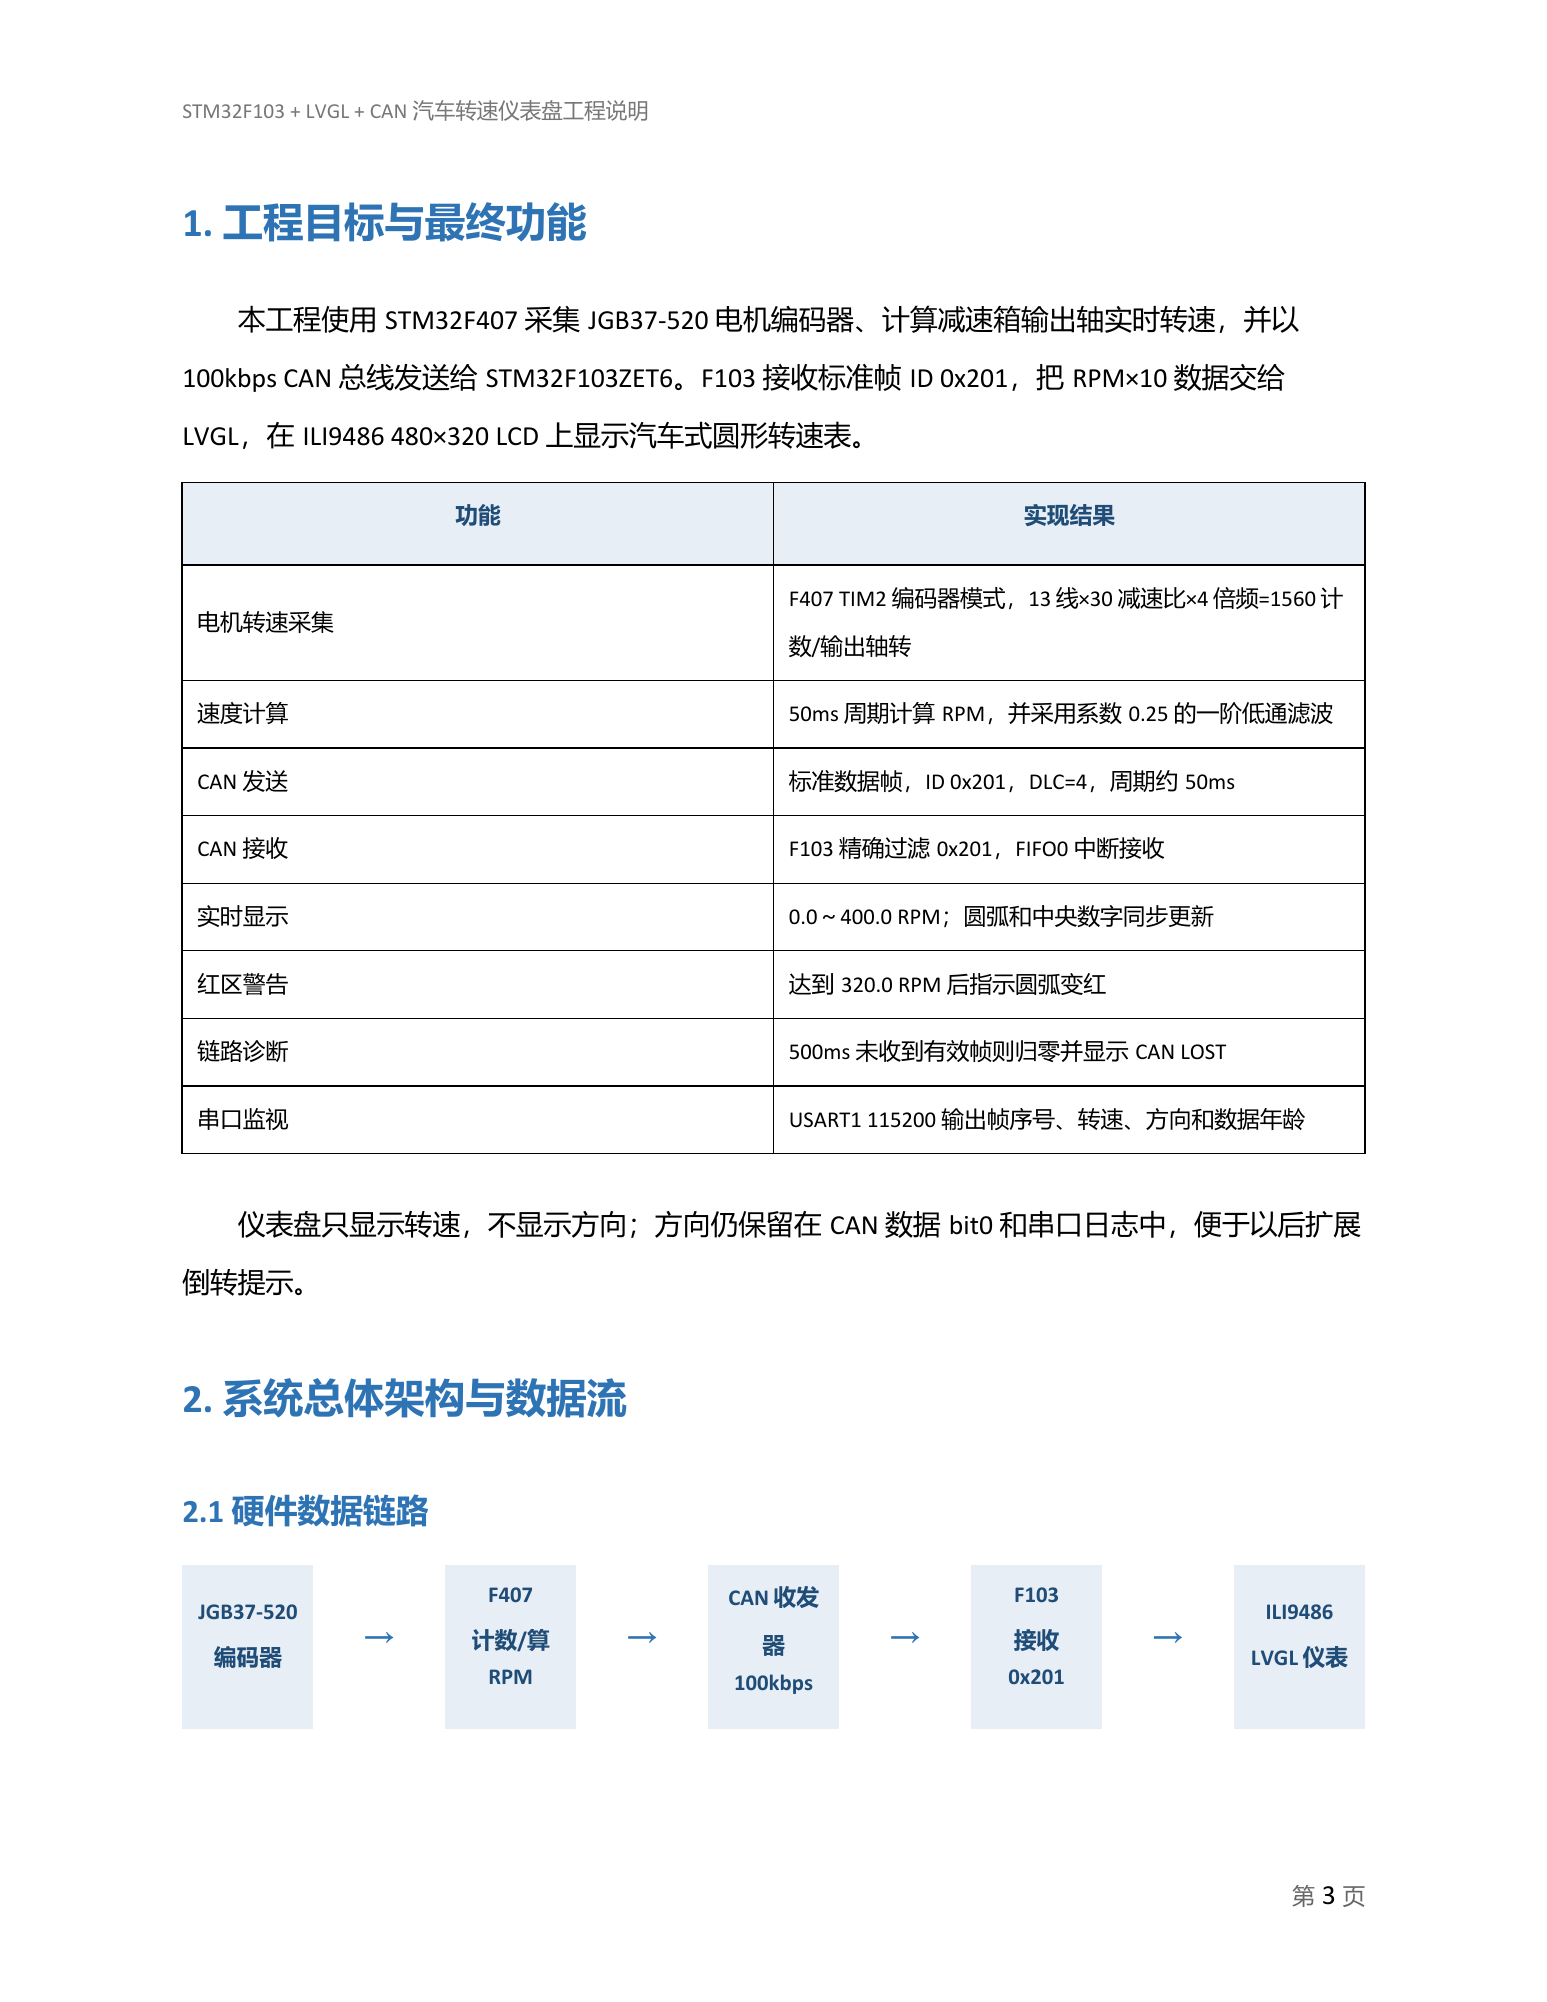 STM32F103 + LVGL + CAN 汽车转速仪表盘工程说明
1. 工程目标与最终功能
本工程使用 STM32F407 采集 JGB37-520 电机编码器、计算减速箱输出轴实时转速，并以
100kbps CAN 总线发送给 STM32F103ZET6。F103 接收标准帧 ID 0x201，把 RPM×10 数据交给
LVGL，在 ILI9486 480×320 LCD 上显示汽车式圆形转速表。
功能 实现结果
电机转速采集
F407 TIM2 编码器模式，13 线×30 减速比×4 倍频=1560 计
数/输出轴转
速度计算 50ms 周期计算 RPM，并采用系数 0.25 的一阶低通滤波
CAN 发送 标准数据帧，ID 0x201，DLC=4，周期约 50ms
CAN 接收 F103 精确过滤 0x201，FIFO0 中断接收
实时显示 0.0～400.0 RPM；圆弧和中央数字同步更新
红区警告 达到 320.0 RPM 后指示圆弧变红
链路诊断 500ms 未收到有效帧则归零并显示 CAN LOST
串口监视 USART1 115200 输出帧序号、转速、方向和数据年龄
仪表盘只显示转速，不显示方向；方向仍保留在 CAN 数据 bit0 和串口日志中，便于以后扩展
倒转提示。
2. 系统总体架构与数据流
2.1 硬件数据链路
JGB37-520
编码器
→
F407
计数/算
RPM
→
CAN 收发
器
100kbps
→
F103
接收
0x201
→
ILI9486
LVGL 仪表
第 3 页